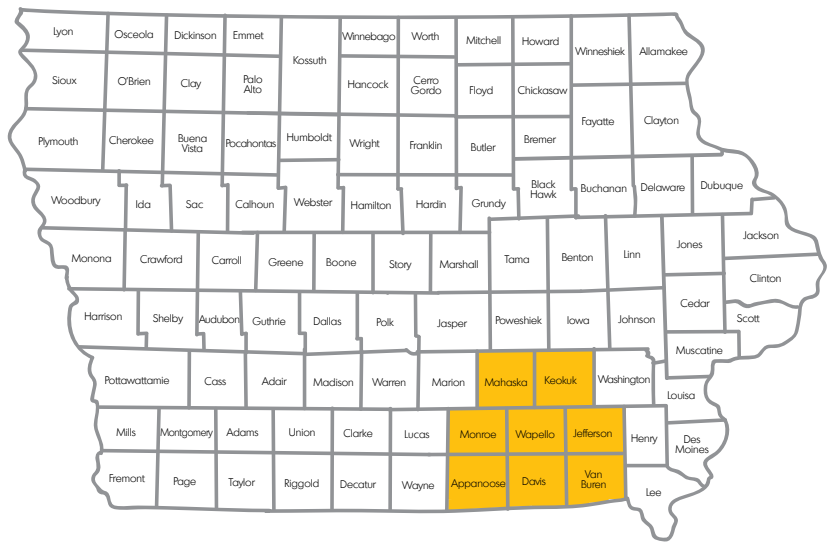 Lyon
Osceola
Dickinson
Emmet
Kossuth
Winnebago
Worth
Mitchell
Howard
Winneshiek
Allamakee
Sioux
O'Brien
Clay
Palo
Alto
Hancock
Cerro
Gordo
Floyd
Chickasaw
Fayette
Clayton
Plymouth
Cherokee
Buena
Vista
Pocahontas
Humboldt
Wright
Franklin
Butler
Bremer
Woodbury
Ida
Sac
Calhoun
Webster
Hamilton
Hardin
Grundy
Black
Hawk
Buchanan
Delaware
Dubuque
Monona
Crawford
Carroll
Greene
Boone
Story
Marshall
Tama
Benton
Linn
Jones
Jackson
Clinton
Harrison
Shelby
Audubon
Guthrie
Dallas
Polk
Jasper
Poweshiek
Iowa
Johnson
Cedar
Scott
Muscatine
Pottawattamie
Cass
Adair
Madison
Warren
Marion
Mahaska
Keokuk
Washington
Louisa
Mills
Montgomery
Adams
Union
Clarke
Lucas
Monroe
Wapello
Jefferson
Henry
Des
Moines
Fremont
Page
Taylor
Riggold
Decatur
Wayne
Appanoose
Davis
Van
Buren
Lee